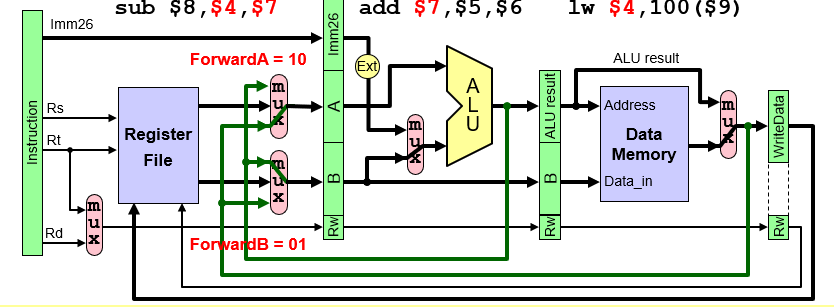 sub $8,$4,$7
add $7,$5,$6
lw $4,100($9)
Imm26
ForwardA = 10
Imm26
Ext
ALU result
Rs
Rt
Rd
Instruction
Register
File
mux
mux
mux
A
B
Rw
mux
ALU
ALU result
B
Rw
Address
Data
Memory
Data_in
mux
WriteData
Rw
ForwardB = 01